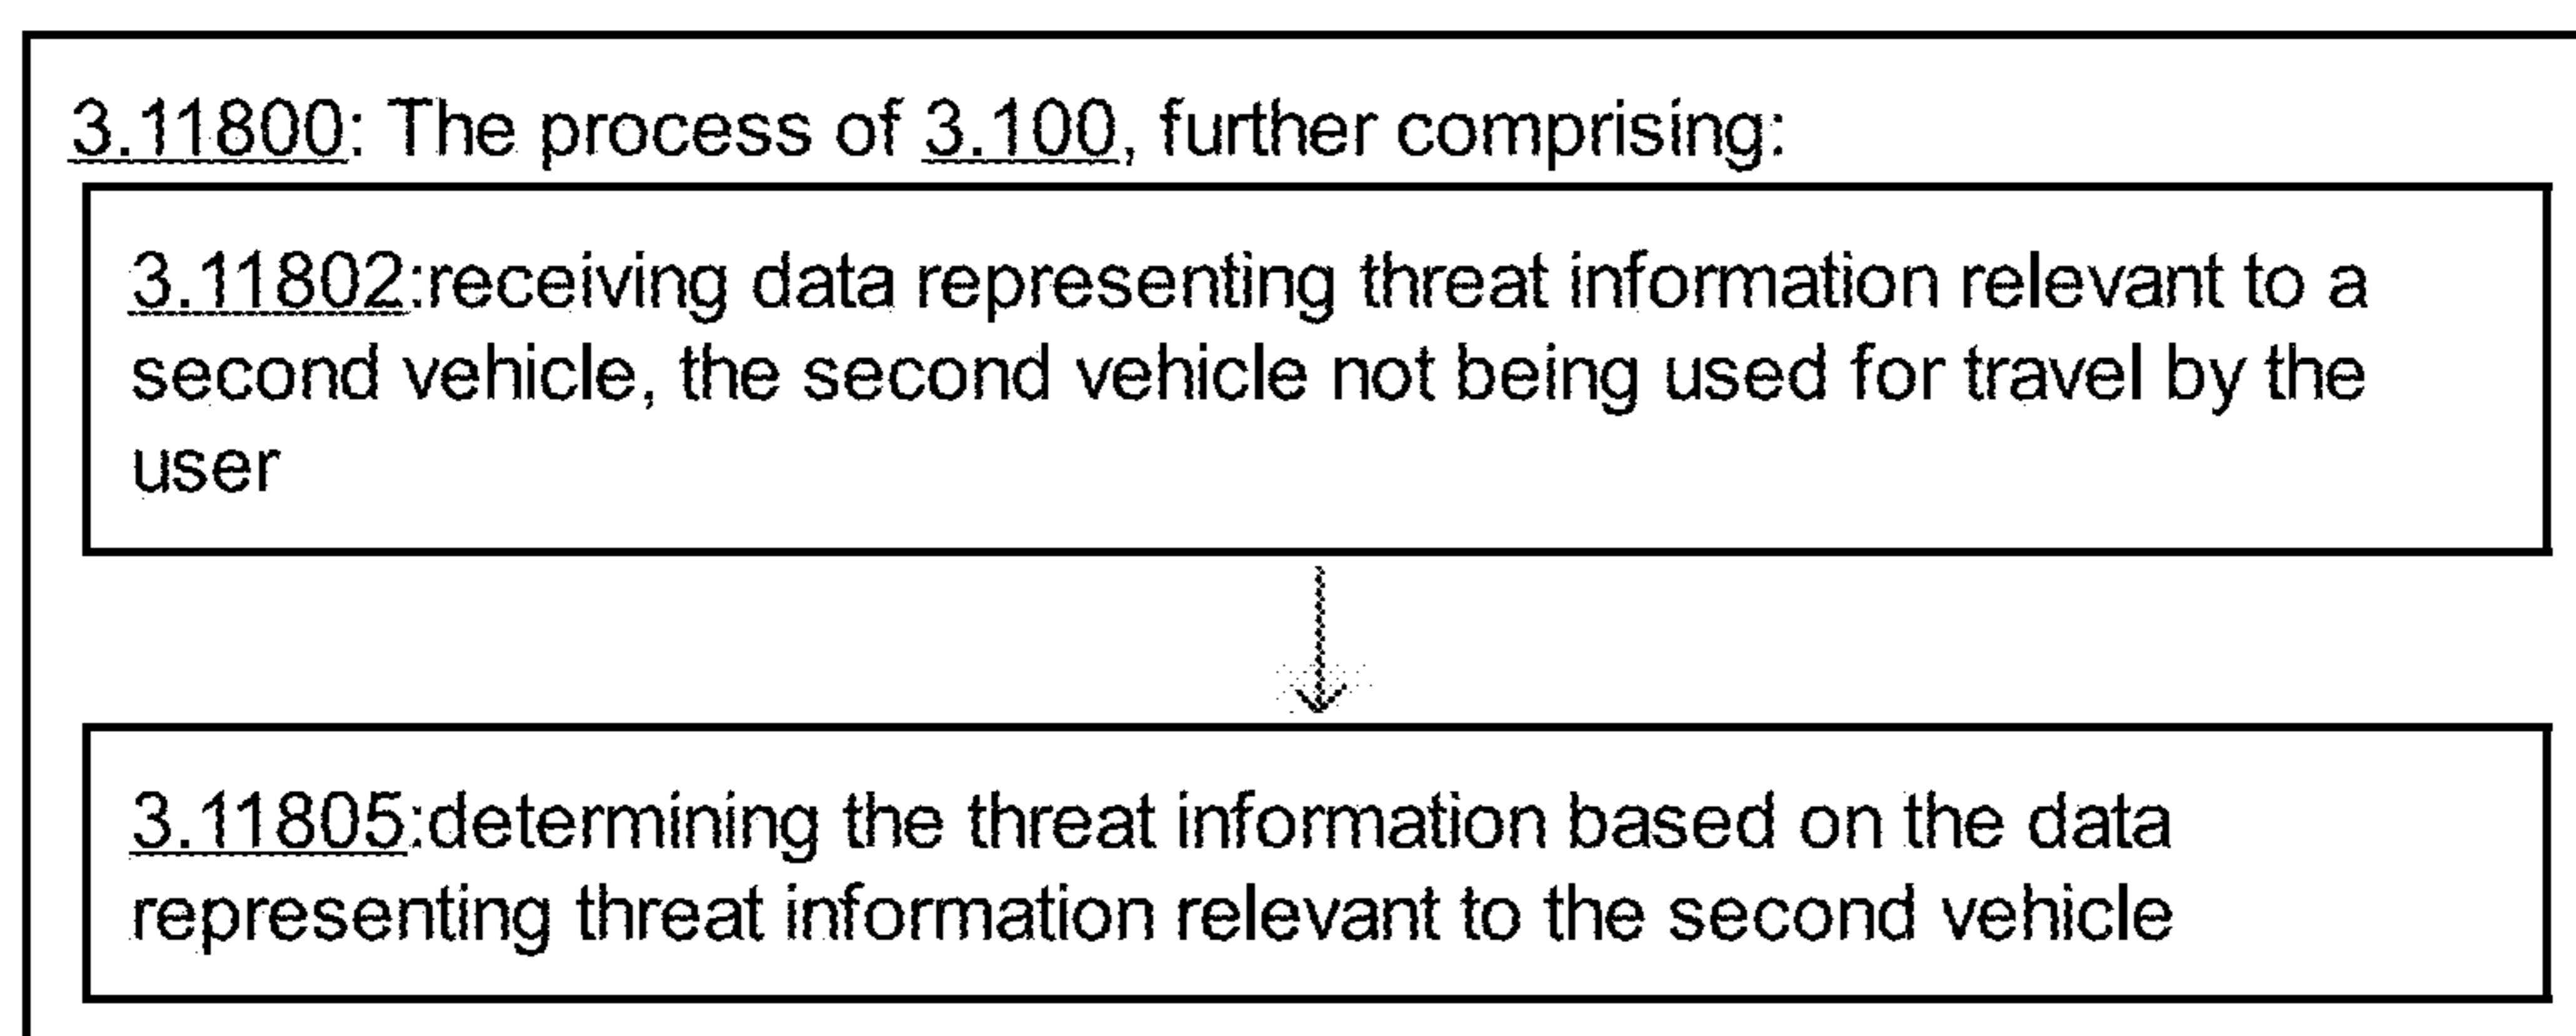 3.11800: The process of 3.100, further comprising:
3.11802:receiving data representing threat information relevant to a
second vehicle, the second vehicle not being used for travel by the
user
3.11805:determining the threat information based on the data
representing threat information relevant to the second vehicle